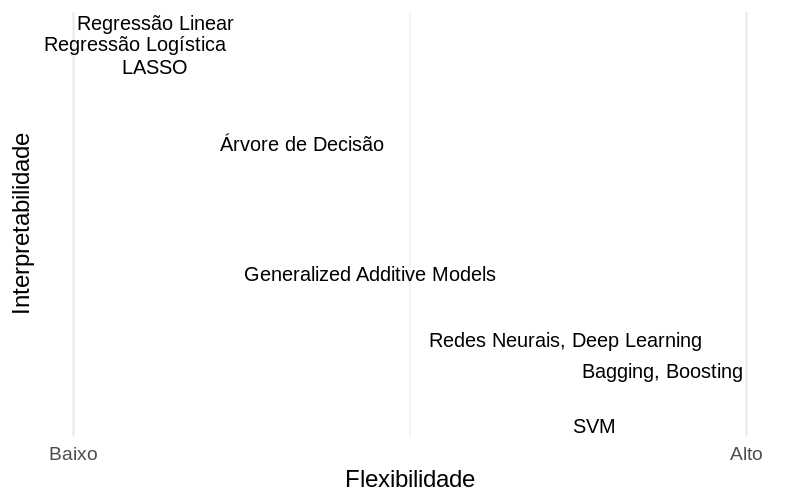 Regressão Linear
Regressão Logística
LASSO
Árvore de Decisão
Interpretabilidade
Generalized Additive Models
Redes Neurais, Deep Learning
Bagging, Boosting
SVM
Baixo
Alto
Flexibilidade